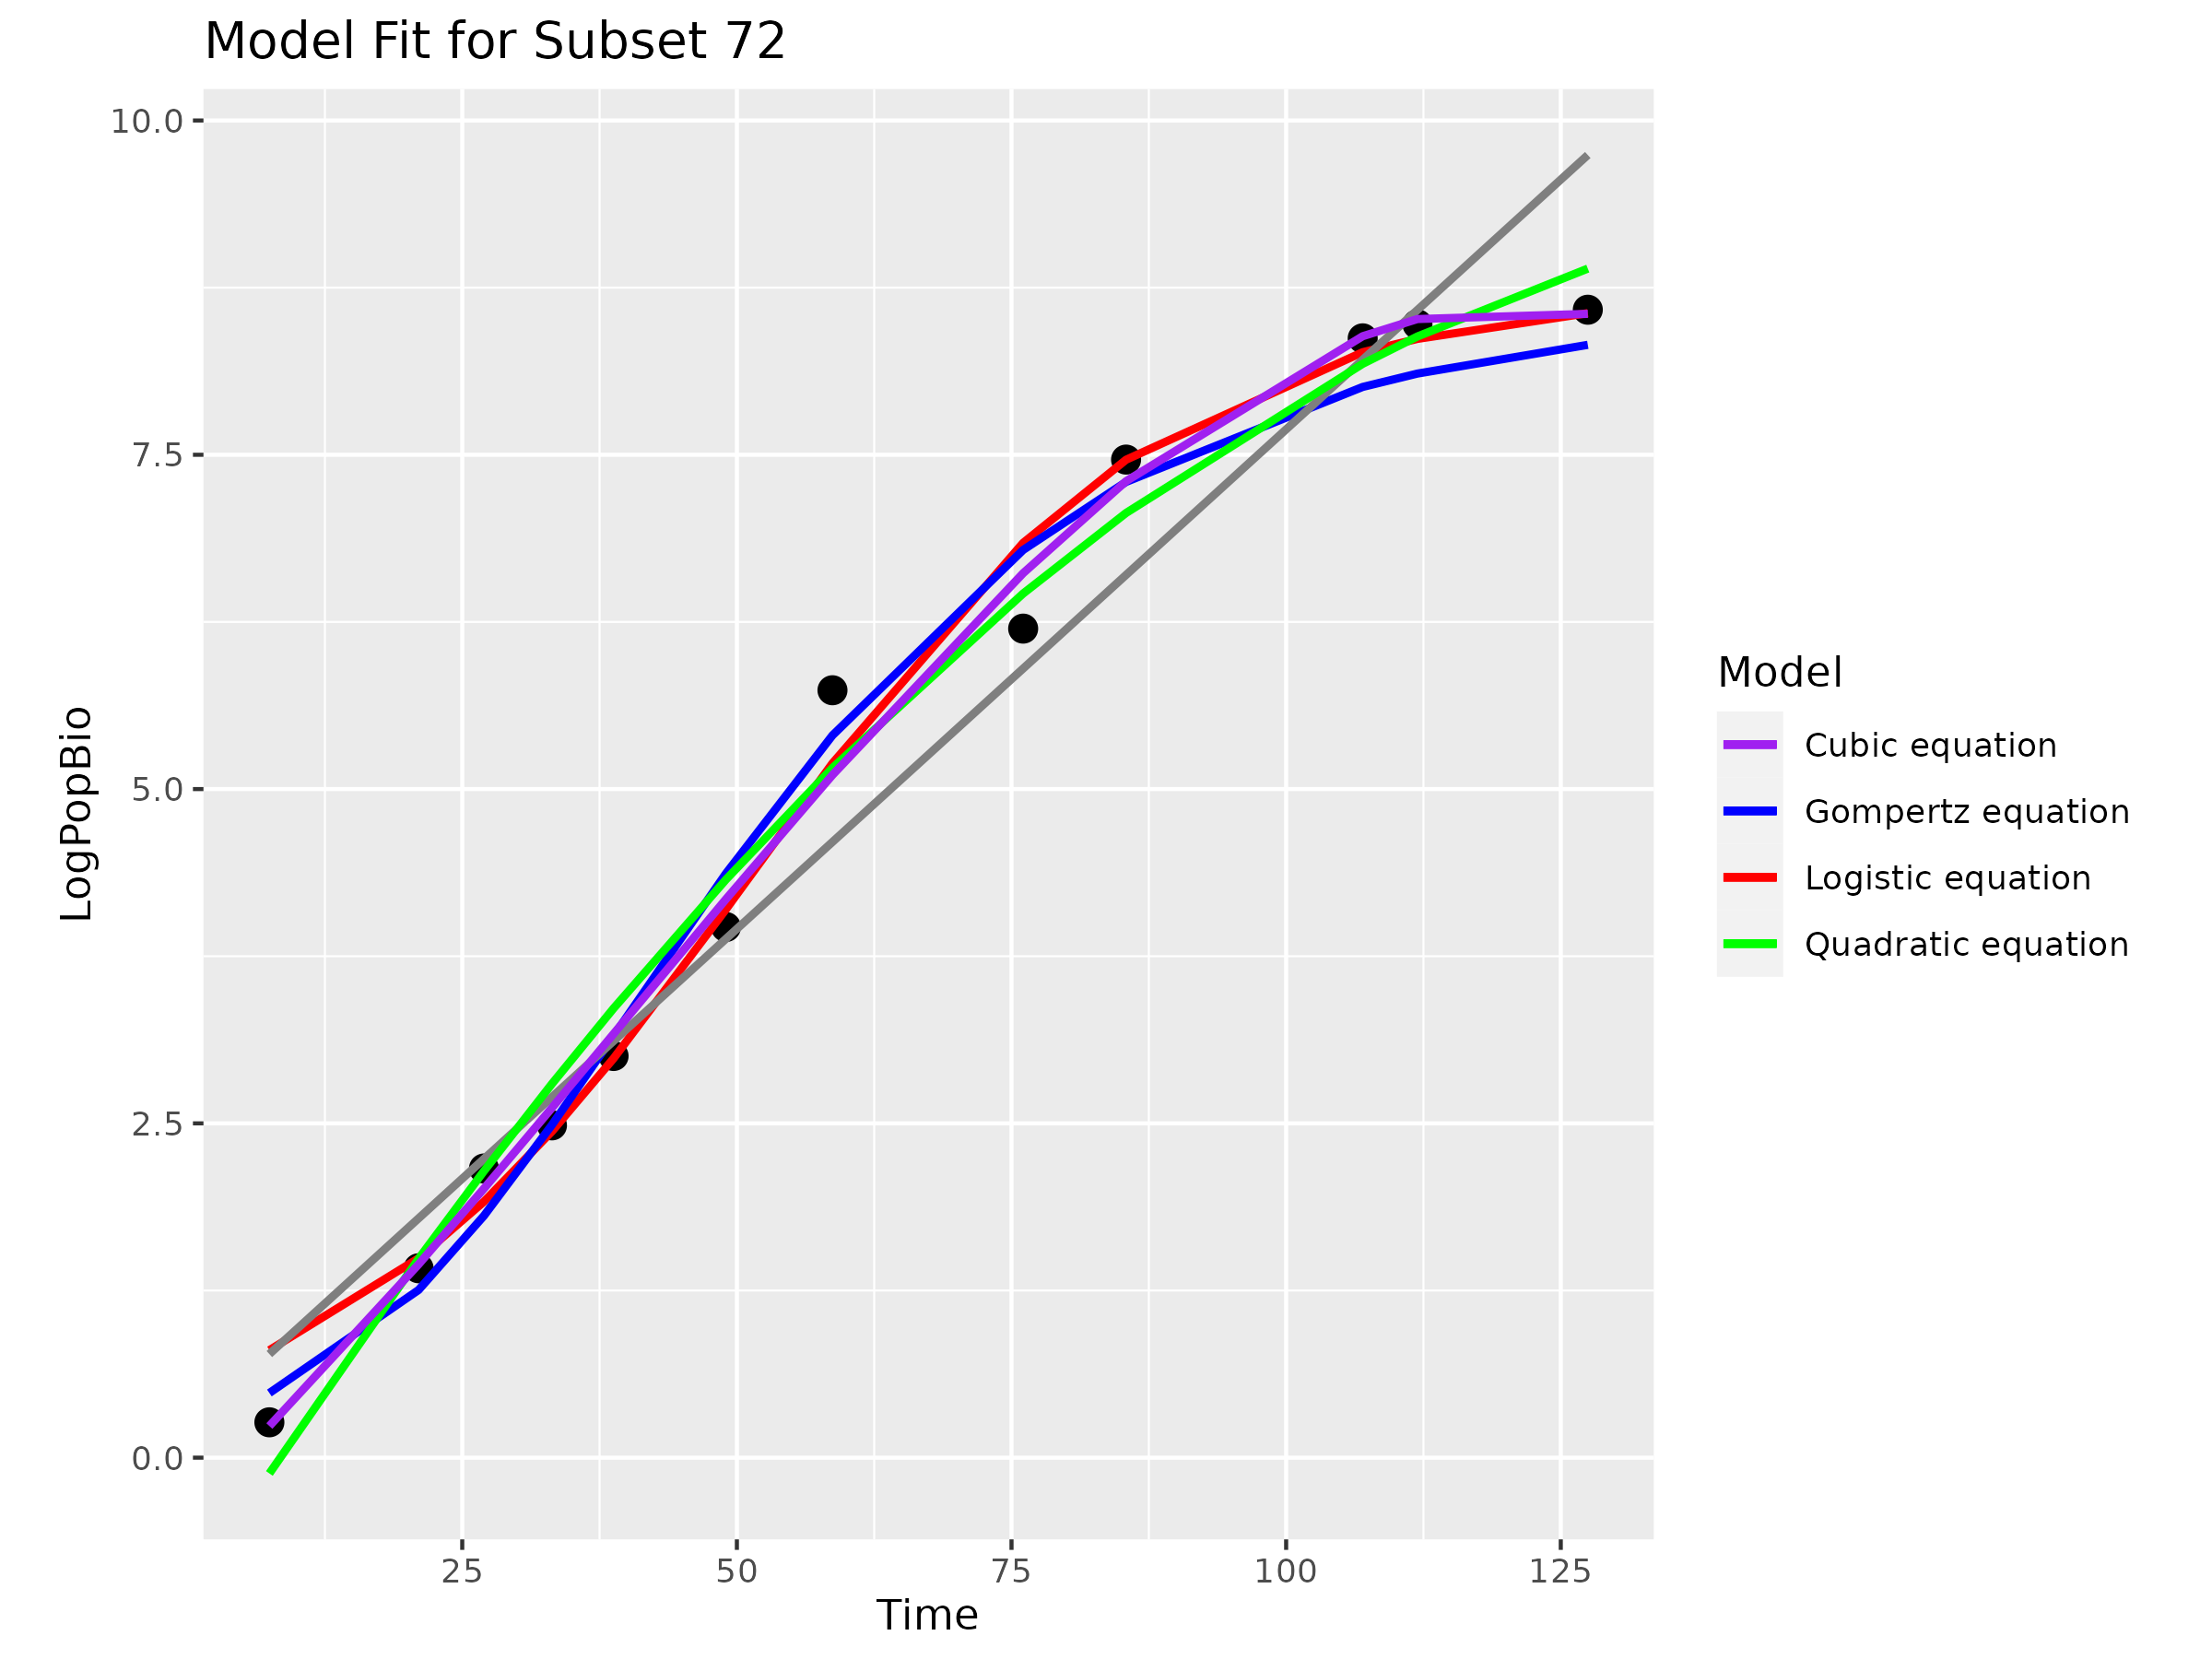 Model Fit for Subset 72
10.0
7.5
5.0
2.5
0.0
LogPopBio
25 50 75 100 125
Time
Model
Cubic equation
Gompertz equation
Logistic equation
Quadratic equation